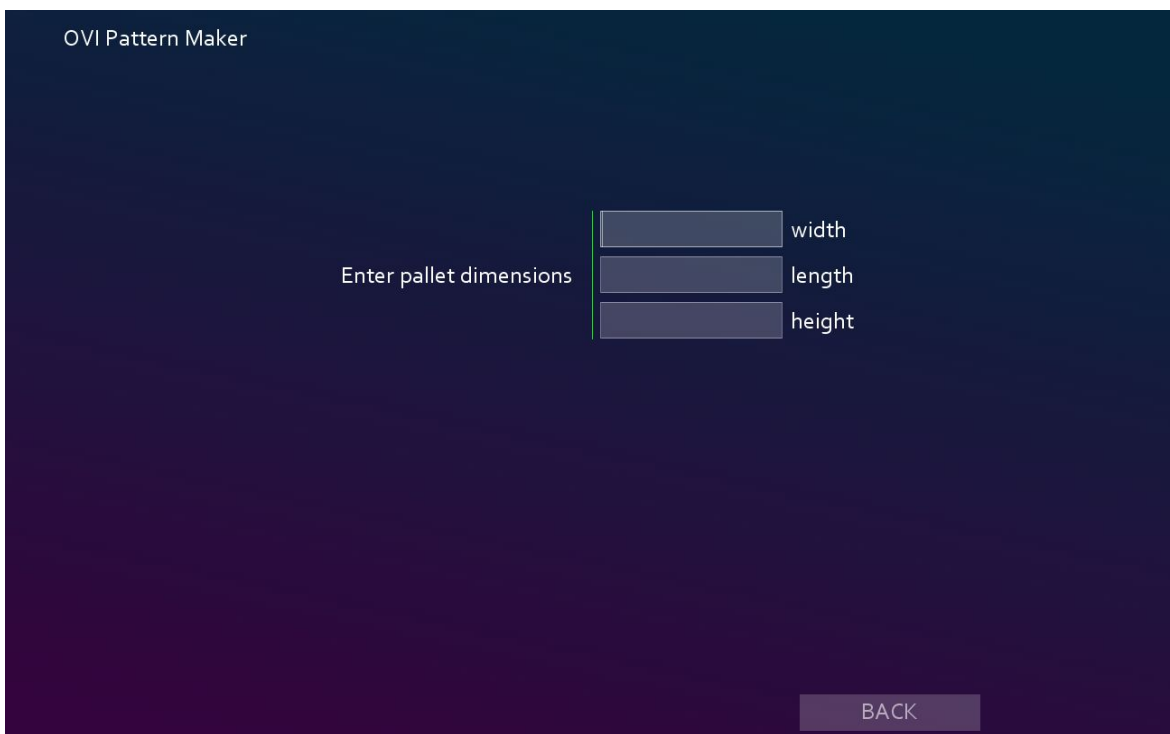 OVI Pattern Maker
width
Enter pallet dimensions
length
height
BACK